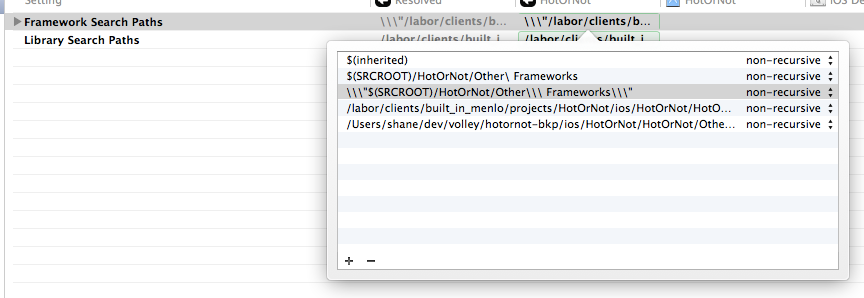 Setting Resolved HotOrNot HotOrNot iOS De
Framework Search Paths \\\"/labor/clients/b... \\\"/labor/clients/b...
Library Search Paths /labor/clients/built_i /labor/clients/built_i
$(inherited) non-recursive
$(SRCROOT)/HotOrNot/Other\ Frameworks non-recursive
\\\"$(SRCROOT)/HotOrNot/Other\\\ Frameworks\\\" non-recursive
/labor/clients/built_in_menlo/projects/HotOrNot/ios/HotOrNot/HotO... non-recursive
/Users/shane/dev/volley/hotornot-bkp/ios/HotOrNot/HotOrNot/Othe... non-recursive
+ −